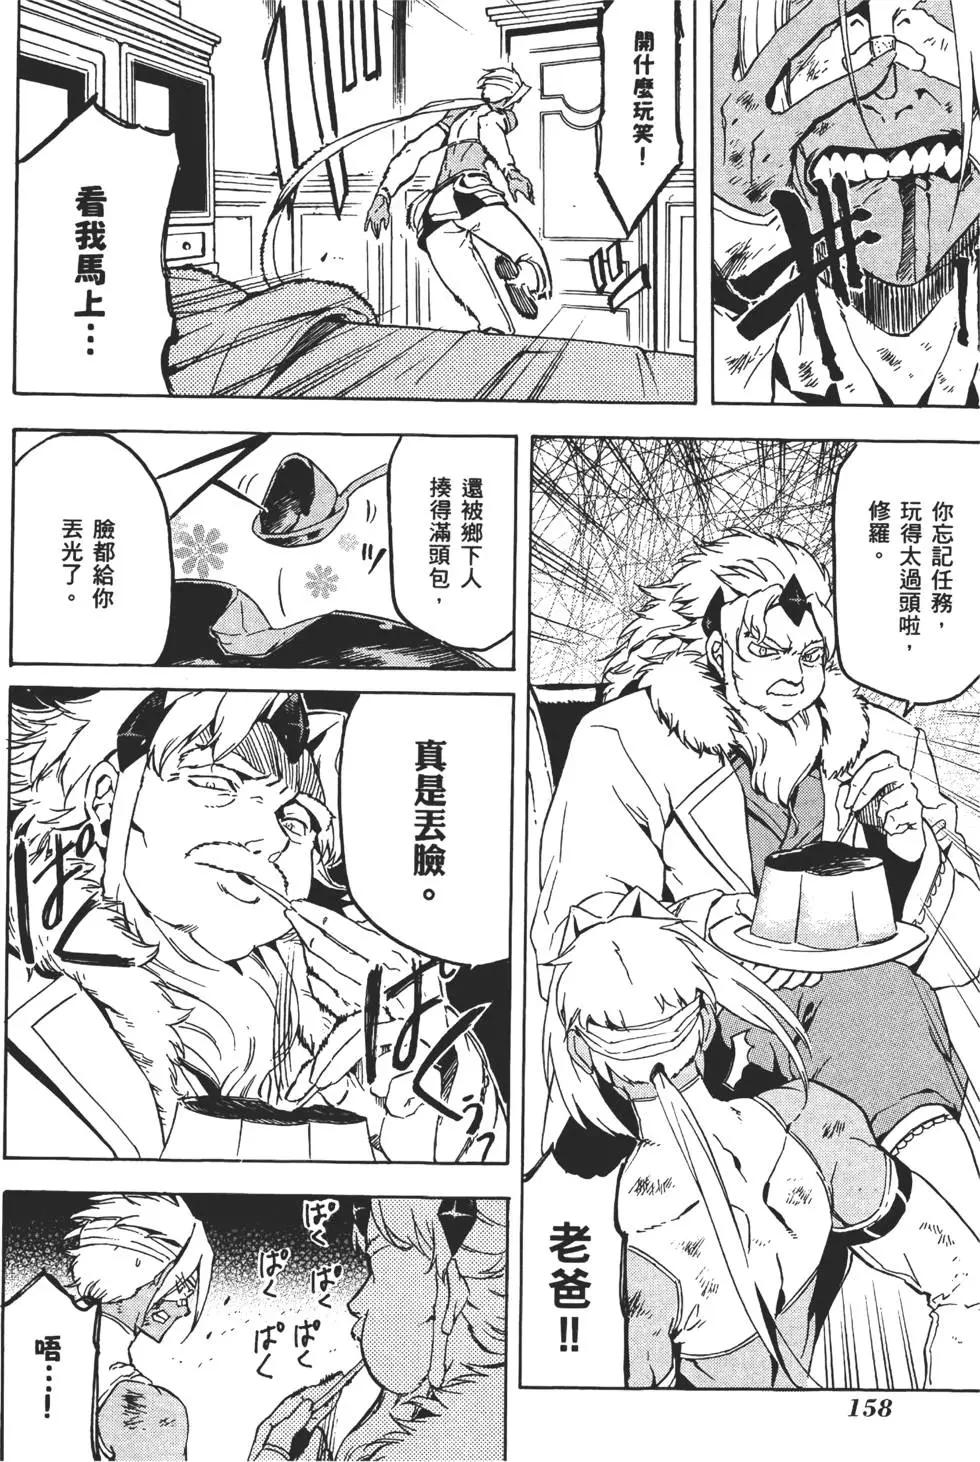 開什麼玩笑！
看我馬上…
你忘記任務，
玩得太過頭啦，
修羅。
老爸!!
還被鄉下人
揍得滿頭包，
臉都給你
丟光了。
真是丟臉。
ぱく
ぱくっ
ぱく
ぱく
ぱく
ぱく
唔…！
158